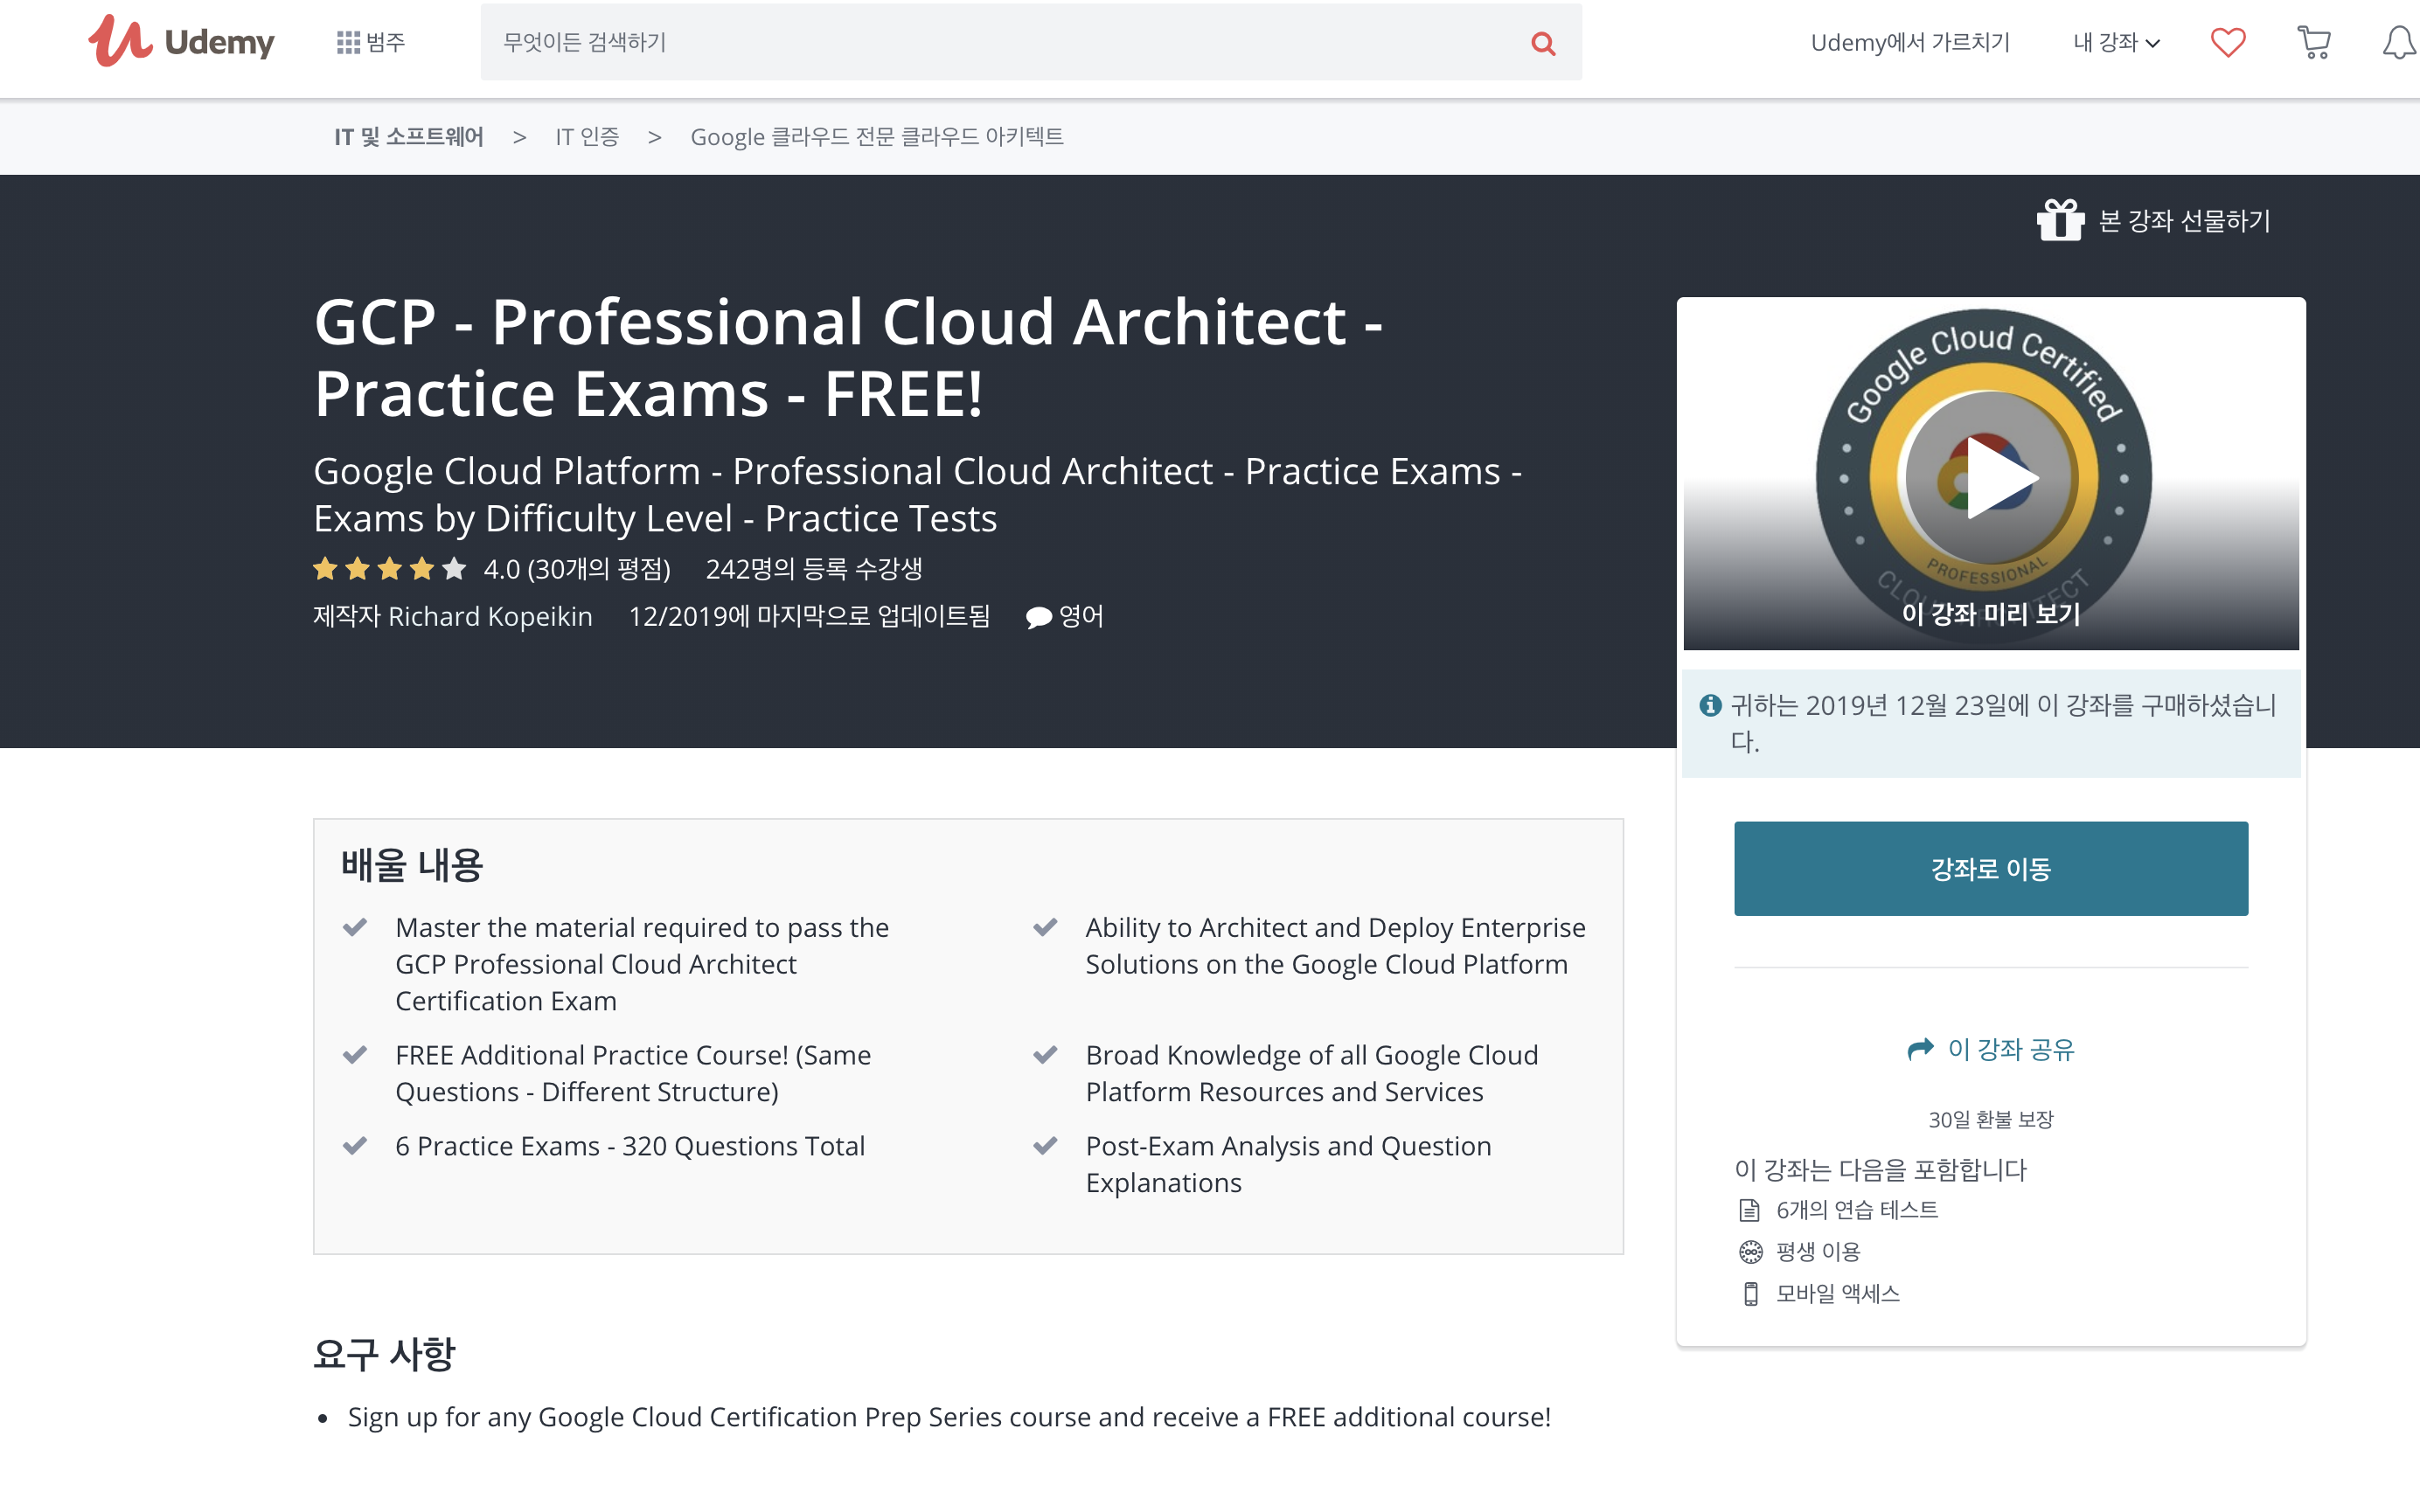 Udemy
범주
무엇이든 검색하기
Udemy에서 가르치기
내 강좌
IT 및 소프트웨어 > IT 인증 > Google 클라우드 전문 클라우드 아키텍트
본 강좌 선물하기
GCP - Professional Cloud Architect -
Practice Exams - FREE!
Google Cloud Platform - Professional Cloud Architect - Practice Exams -
Exams by Difficulty Level - Practice Tests
4.0 (30개의 평점) 242명의 등록 수강생
제작자 Richard Kopeikin 12/2019에 마지막으로 업데이트됨 영어
Google Cloud Certified
PROFESSIONAL
CLOUD ARCHITECT
이 강좌 미리 보기
귀하는 2019년 12월 23일에 이 강좌를 구매하셨습니
다.
강좌로 이동
이 강좌 공유
30일 환불 보장
이 강좌는 다음을 포함합니다
6개의 연습 테스트
평생 이용
모바일 액세스
배울 내용
Master the material required to pass the
GCP Professional Cloud Architect
Certification Exam
Ability to Architect and Deploy Enterprise
Solutions on the Google Cloud Platform
FREE Additional Practice Course! (Same
Questions - Different Structure)
Broad Knowledge of all Google Cloud
Platform Resources and Services
6 Practice Exams - 320 Questions Total
Post-Exam Analysis and Question
Explanations
요구 사항
• Sign up for any Google Cloud Certification Prep Series course and receive a FREE additional course!